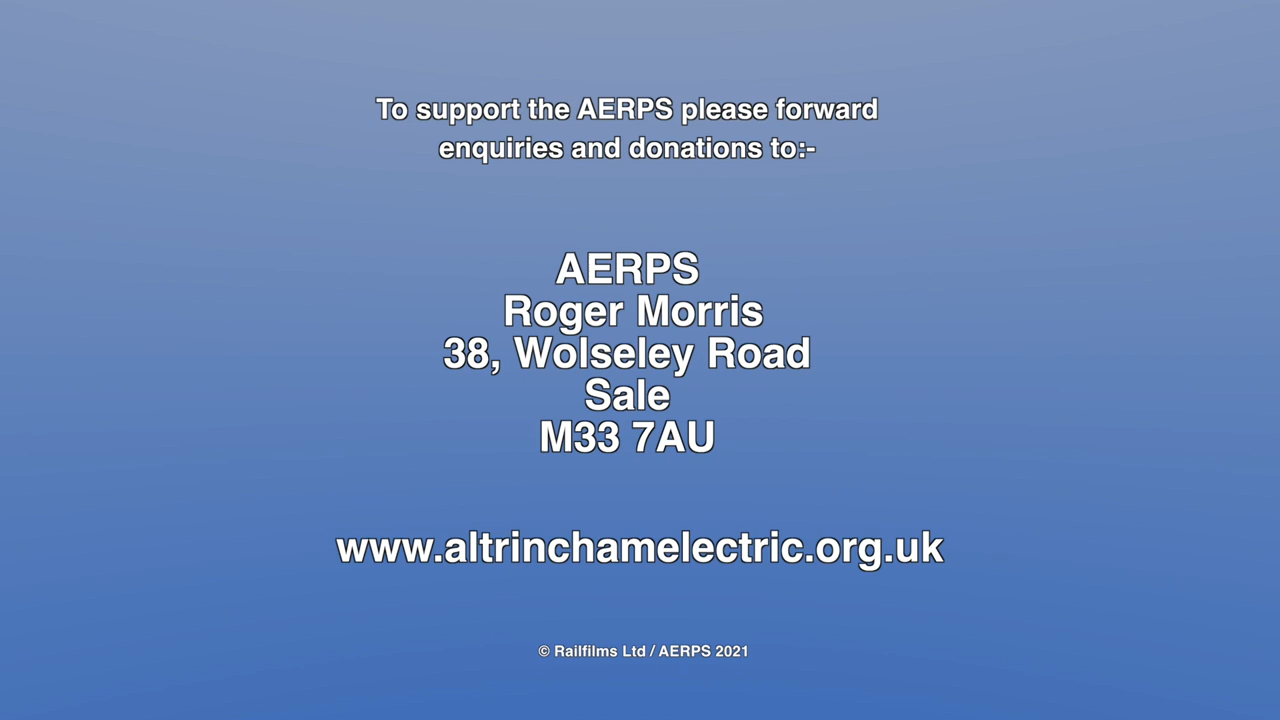 To support the AERPS please forward
enquiries and donations to:-
AERPS
Roger Morris
38, Wolseley Road
Sale
M33 7AU
www.altrinchamelectric.org.uk
© Railfilms Ltd / AERPS 2021